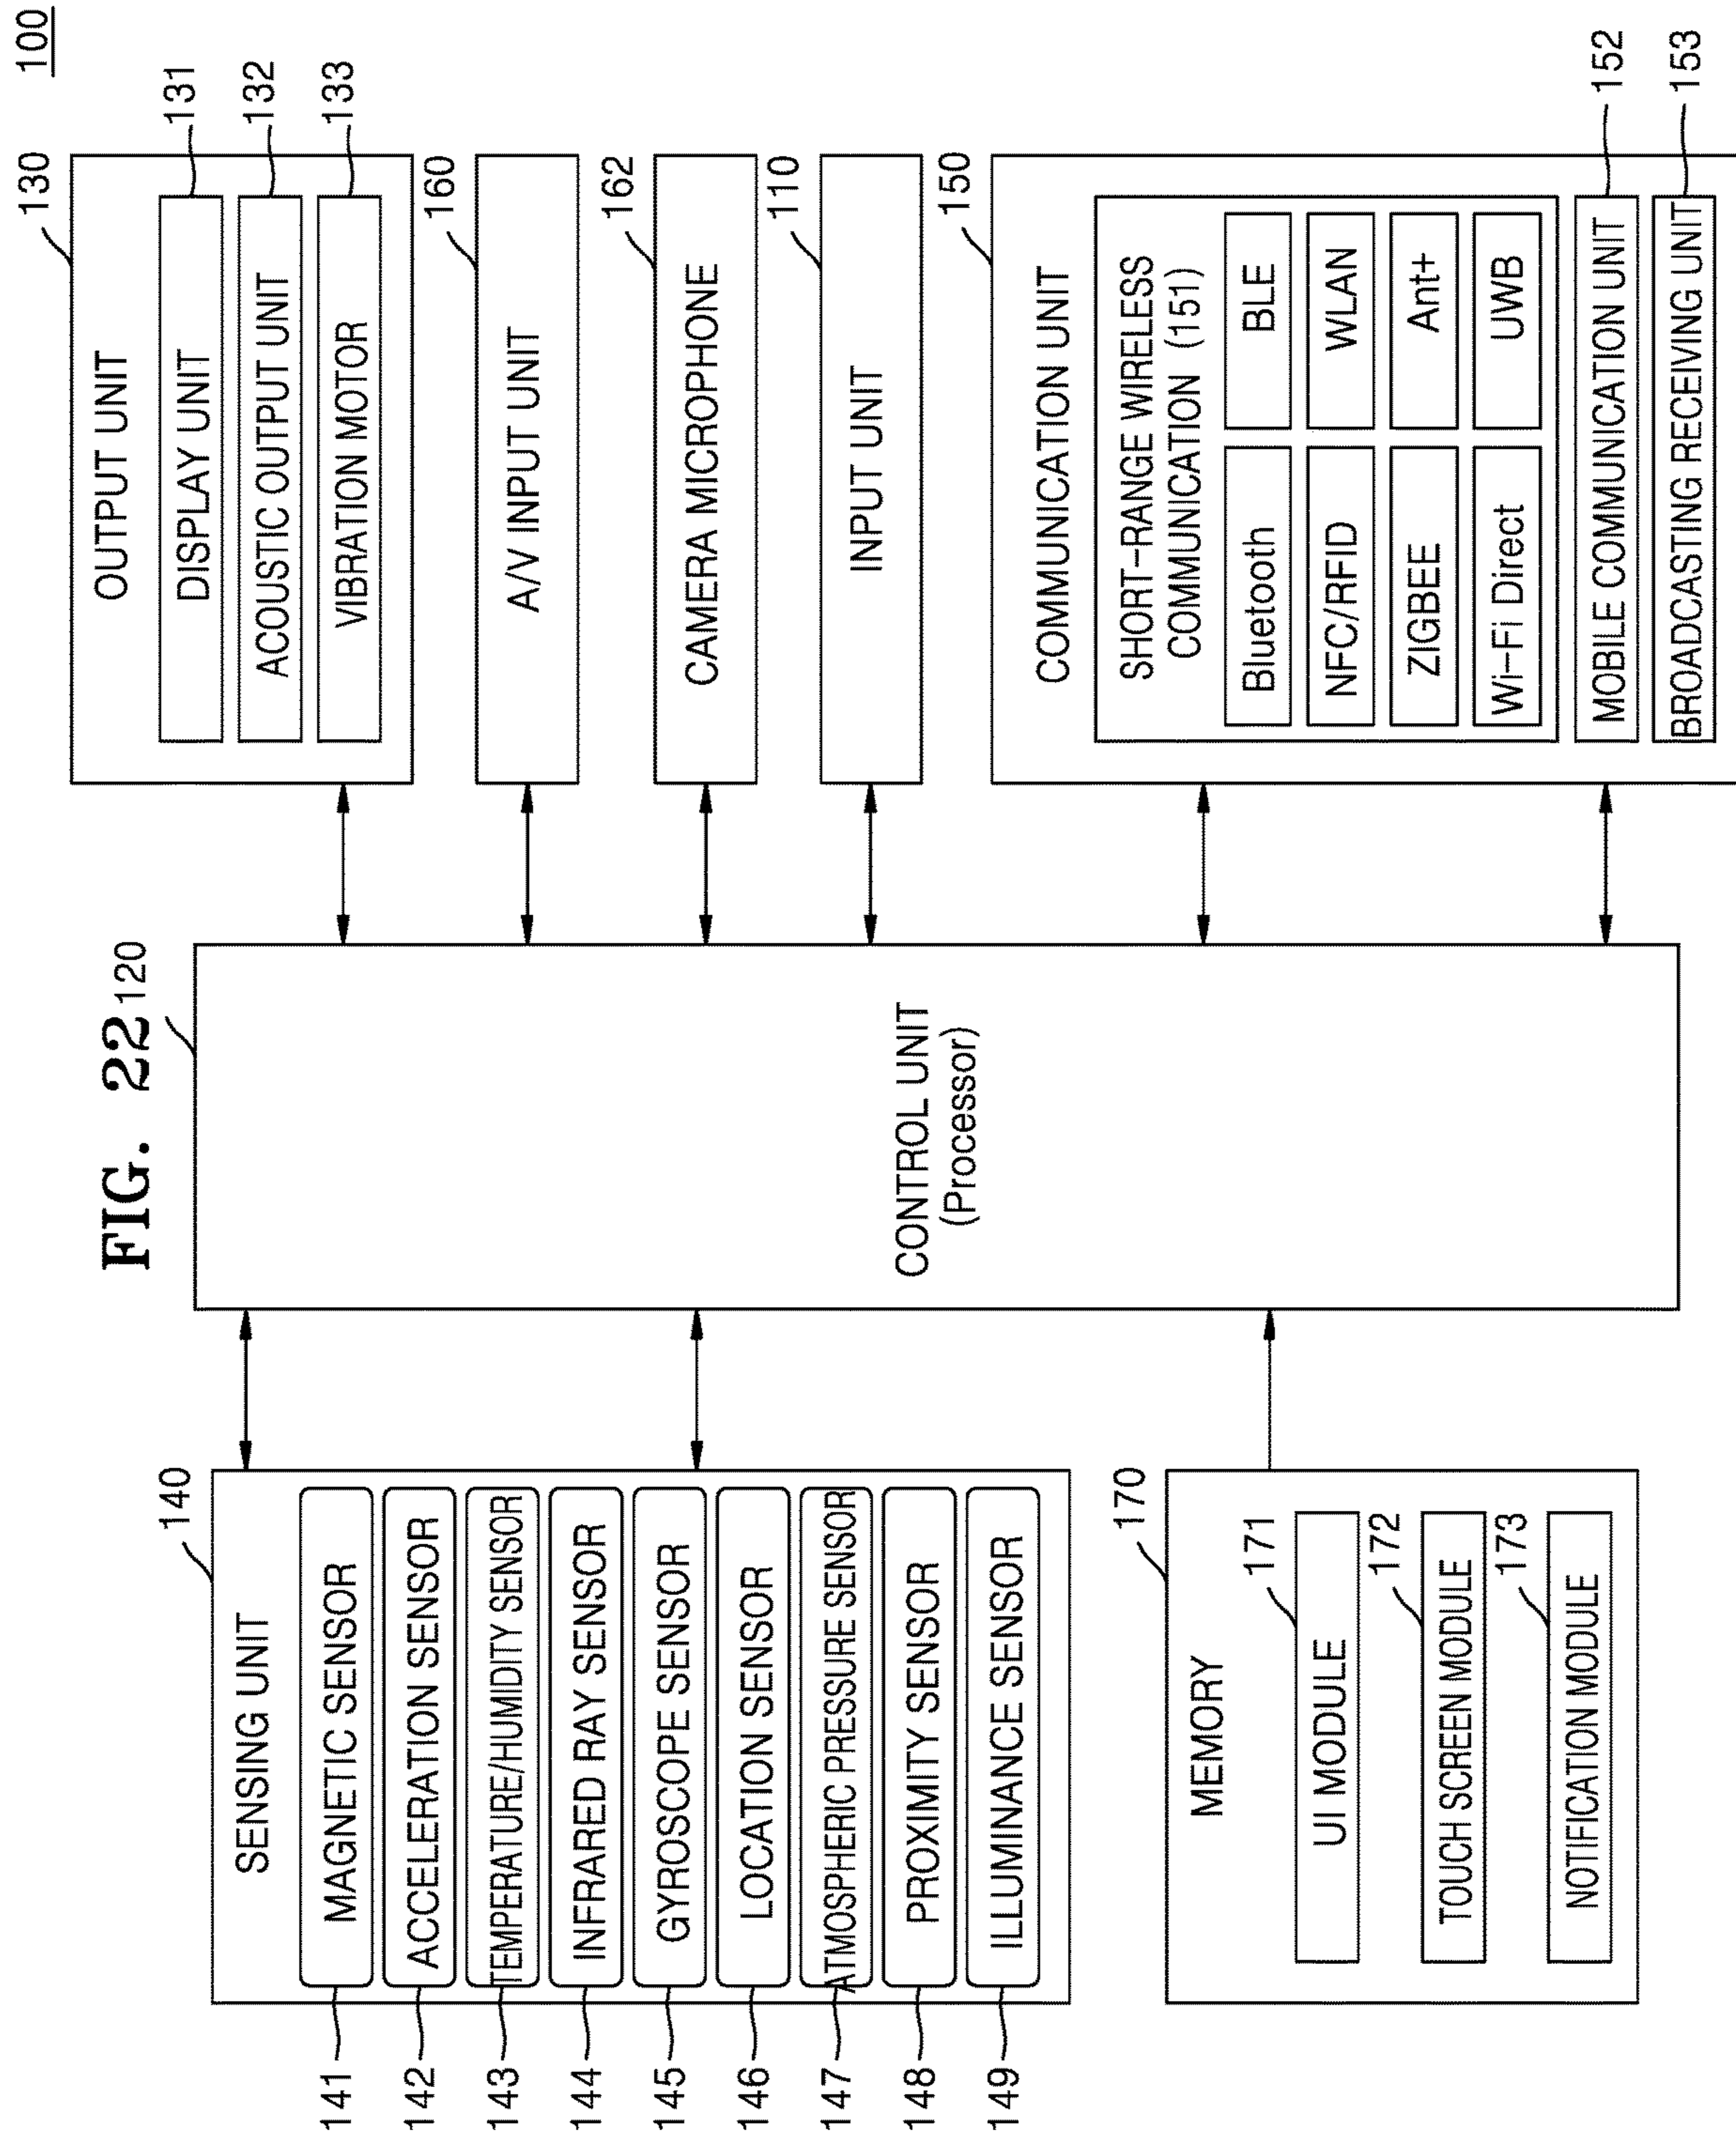 FIG. 22
100
140
SENSING UNIT
141
MAGNETIC SENSOR
142
ACCELERATION SENSOR
143
TEMPERATURE/HUMIDITY SENSOR
144
INFRARED RAY SENSOR
145
GYROSCOPE SENSOR
146
LOCATION SENSOR
147
ATMOSPHERIC PRESSURE SENSOR
148
PROXIMITY SENSOR
149
ILLUMINANCE SENSOR
170
MEMORY
171
UI MODULE
172
TOUCH SCREEN MODULE
173
NOTIFICATION MODULE
120
CONTROL UNIT
(Processor)
130
OUTPUT UNIT
DISPLAY UNIT
131
ACOUSTIC OUTPUT UNIT
132
VIBRATION MOTOR
133
160
A/V INPUT UNIT
162
CAMERA MICROPHONE
110
INPUT UNIT
150
COMMUNICATION UNIT
SHORT-RANGE WIRELESS
COMMUNICATION (151)
Bluetooth
BLE
NFC/RFID
WLAN
ZIGBEE
Ant+
Wi-Fi Direct
UWB
MOBILE COMMUNICATION UNIT
152
BROADCASTING RECEIVING UNIT
153